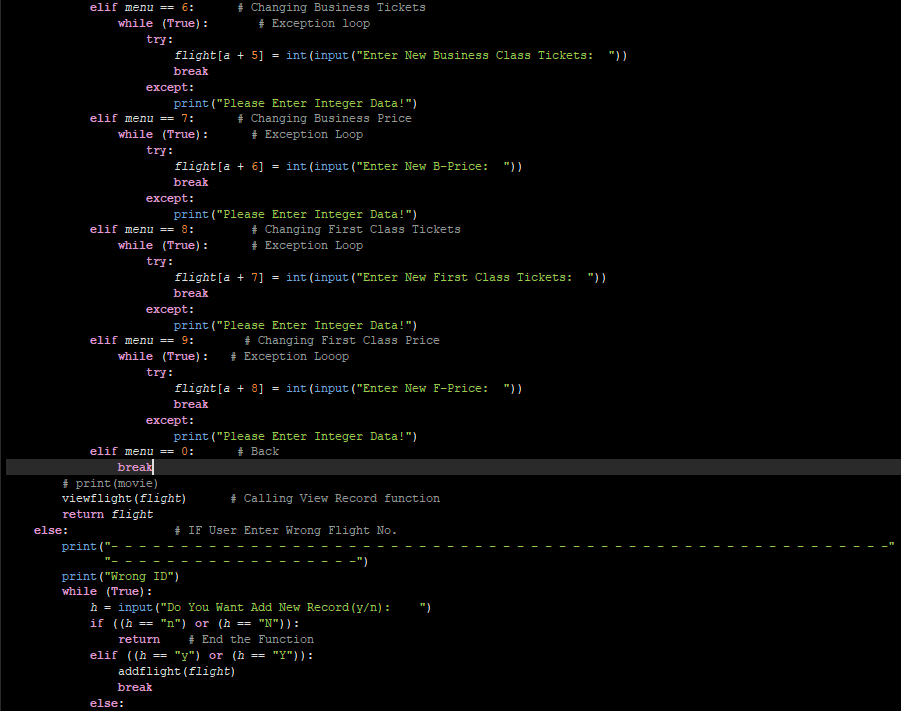 elif menu == 6:      # Changing Business Tickets
while (True):       # Exception loop
try:
flight[a + 5] = int(input("Enter New Business Class Tickets:  "))
break
except:
print("Please Enter Integer Data!")
elif menu == 7:      # Changing Business Price
while (True):      # Exception Loop
try:
flight[a + 6] = int(input("Enter New B-Price:  "))
break
except:
print("Please Enter Integer Data!")
elif menu == 8:        # Changing First Class Tickets
while (True):      # Exception Loop
try:
flight[a + 7] = int(input("Enter New First Class Tickets:  "))
break
except:
print("Please Enter Integer Data!")
elif menu == 9:       # Changing First Class Price
while (True):   # Exception Looop
try:
flight[a + 8] = int(input("Enter New F-Price:  "))
break
except:
print("Please Enter Integer Data!")
elif menu == 0:      # Back
break
# print(movie)
viewflight(flight)      # Calling View Record function
return flight
else:               # IF User Enter Wrong Flight No.
print("- - - - - - - - - - - - - - - - - - - - - - - - - - - - - - - - - - - - - - - - - - - - - - - - - - - - - - - -"
"- - - - - - - - - - - - - - - - - -")
print("Wrong ID")
while (True):
h = input("Do You Want Add New Record(y/n):    ")
if ((h == "n") or (h == "N")):
return    # End the Function
elif ((h == "y") or (h == "Y")):
addflight(flight)
break
else: